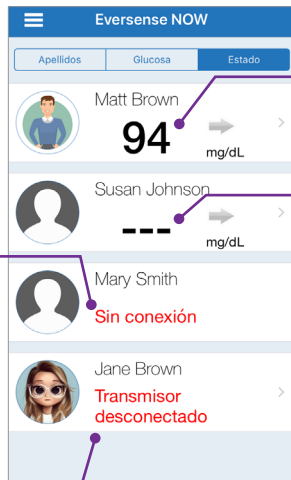 Eversense NOW
Apellidos Glucosa Estado
Matt Brown
94
mg/dL
Susan Johnson
---
mg/dL
Mary Smith
Sin conexión
Jane Brown
Transmisor
desconectado